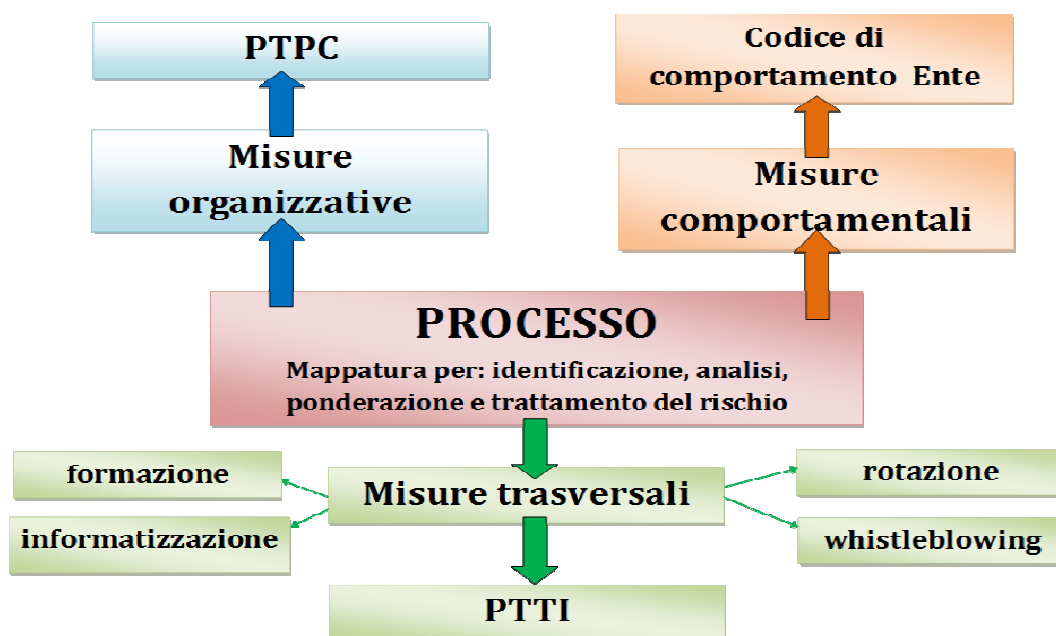 PTPC
Codice di
comportamento Ente
Misure
organizzative
Misure
comportamentali
PROCESSO
Mappatura per: identificazione, analisi,
ponderazione e trattamento del rischio
formazione
Misure trasversali
rotazione
informatizzazione
whistleblowing
PTTI